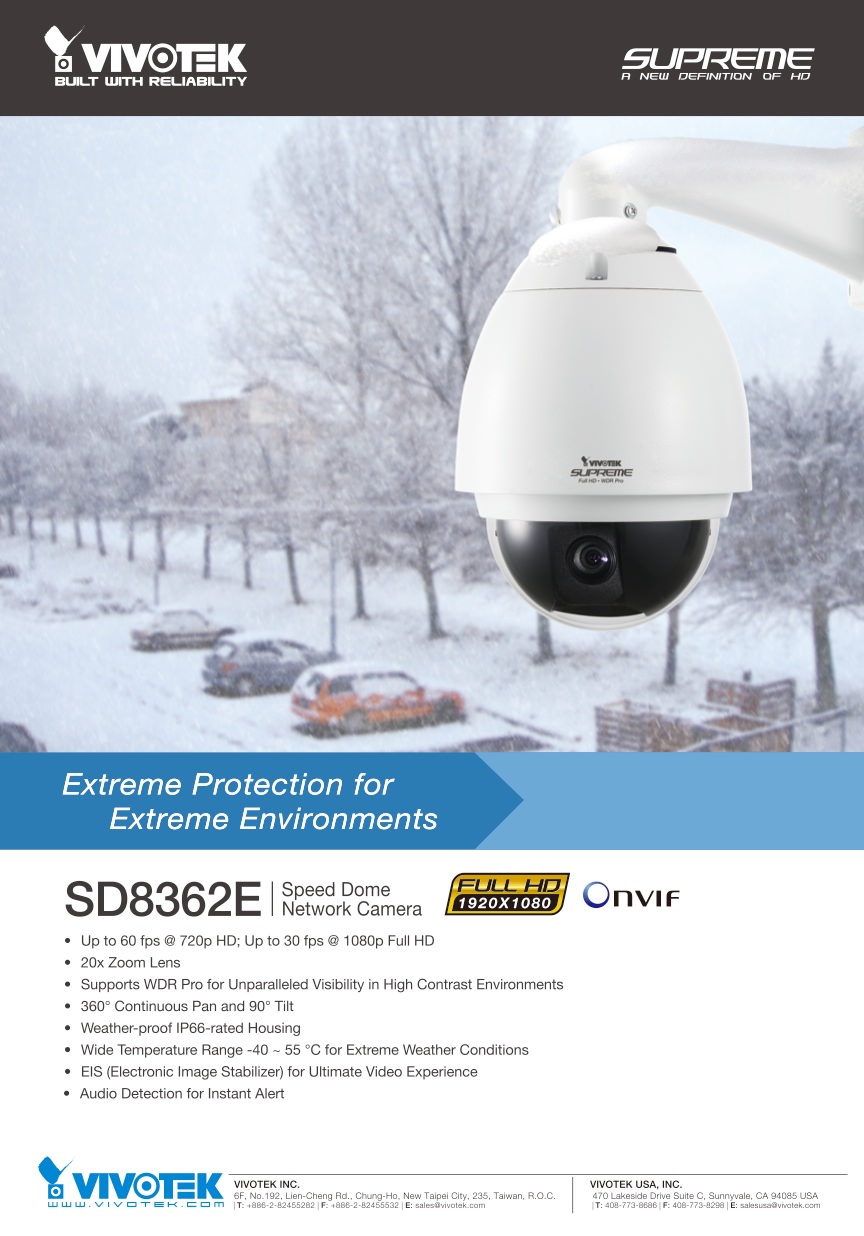 VIVOTEK
BUILT WITH RELIABILITY
SUPREME
A NEW DEFINITION OF HD
VIVOTEK
SUPREME
Full HD • WDR Pro
Extreme Protection for
Extreme Environments
SD8362E | Speed Dome
Network Camera
FULL HD
1920X1080
ONVIF
• Up to 60 fps @ 720p HD; Up to 30 fps @ 1080p Full HD
• 20x Zoom Lens
• Supports WDR Pro for Unparalleled Visibility in High Contrast Environments
• 360° Continuous Pan and 90° Tilt
• Weather-proof IP66-rated Housing
• Wide Temperature Range -40 ~ 55 °C for Extreme Weather Conditions
• EIS (Electronic Image Stabilizer) for Ultimate Video Experience
• Audio Detection for Instant Alert
VIVOTEK
www.vivotek.com
VIVOTEK INC.
6F, No.192, Lien-Cheng Rd., Chung-Ho, New Taipei City, 235, Taiwan, R.O.C.
| T: +886-2-82455282 | F: +886-2-82455532 | E: sales@vivotek.com
VIVOTEK USA, INC.
470 Lakeside Drive Suite C, Sunnyvale, CA 94085 USA
| T: 408-773-8686 | F: 408-773-8298 | E: salesusa@vivotek.com